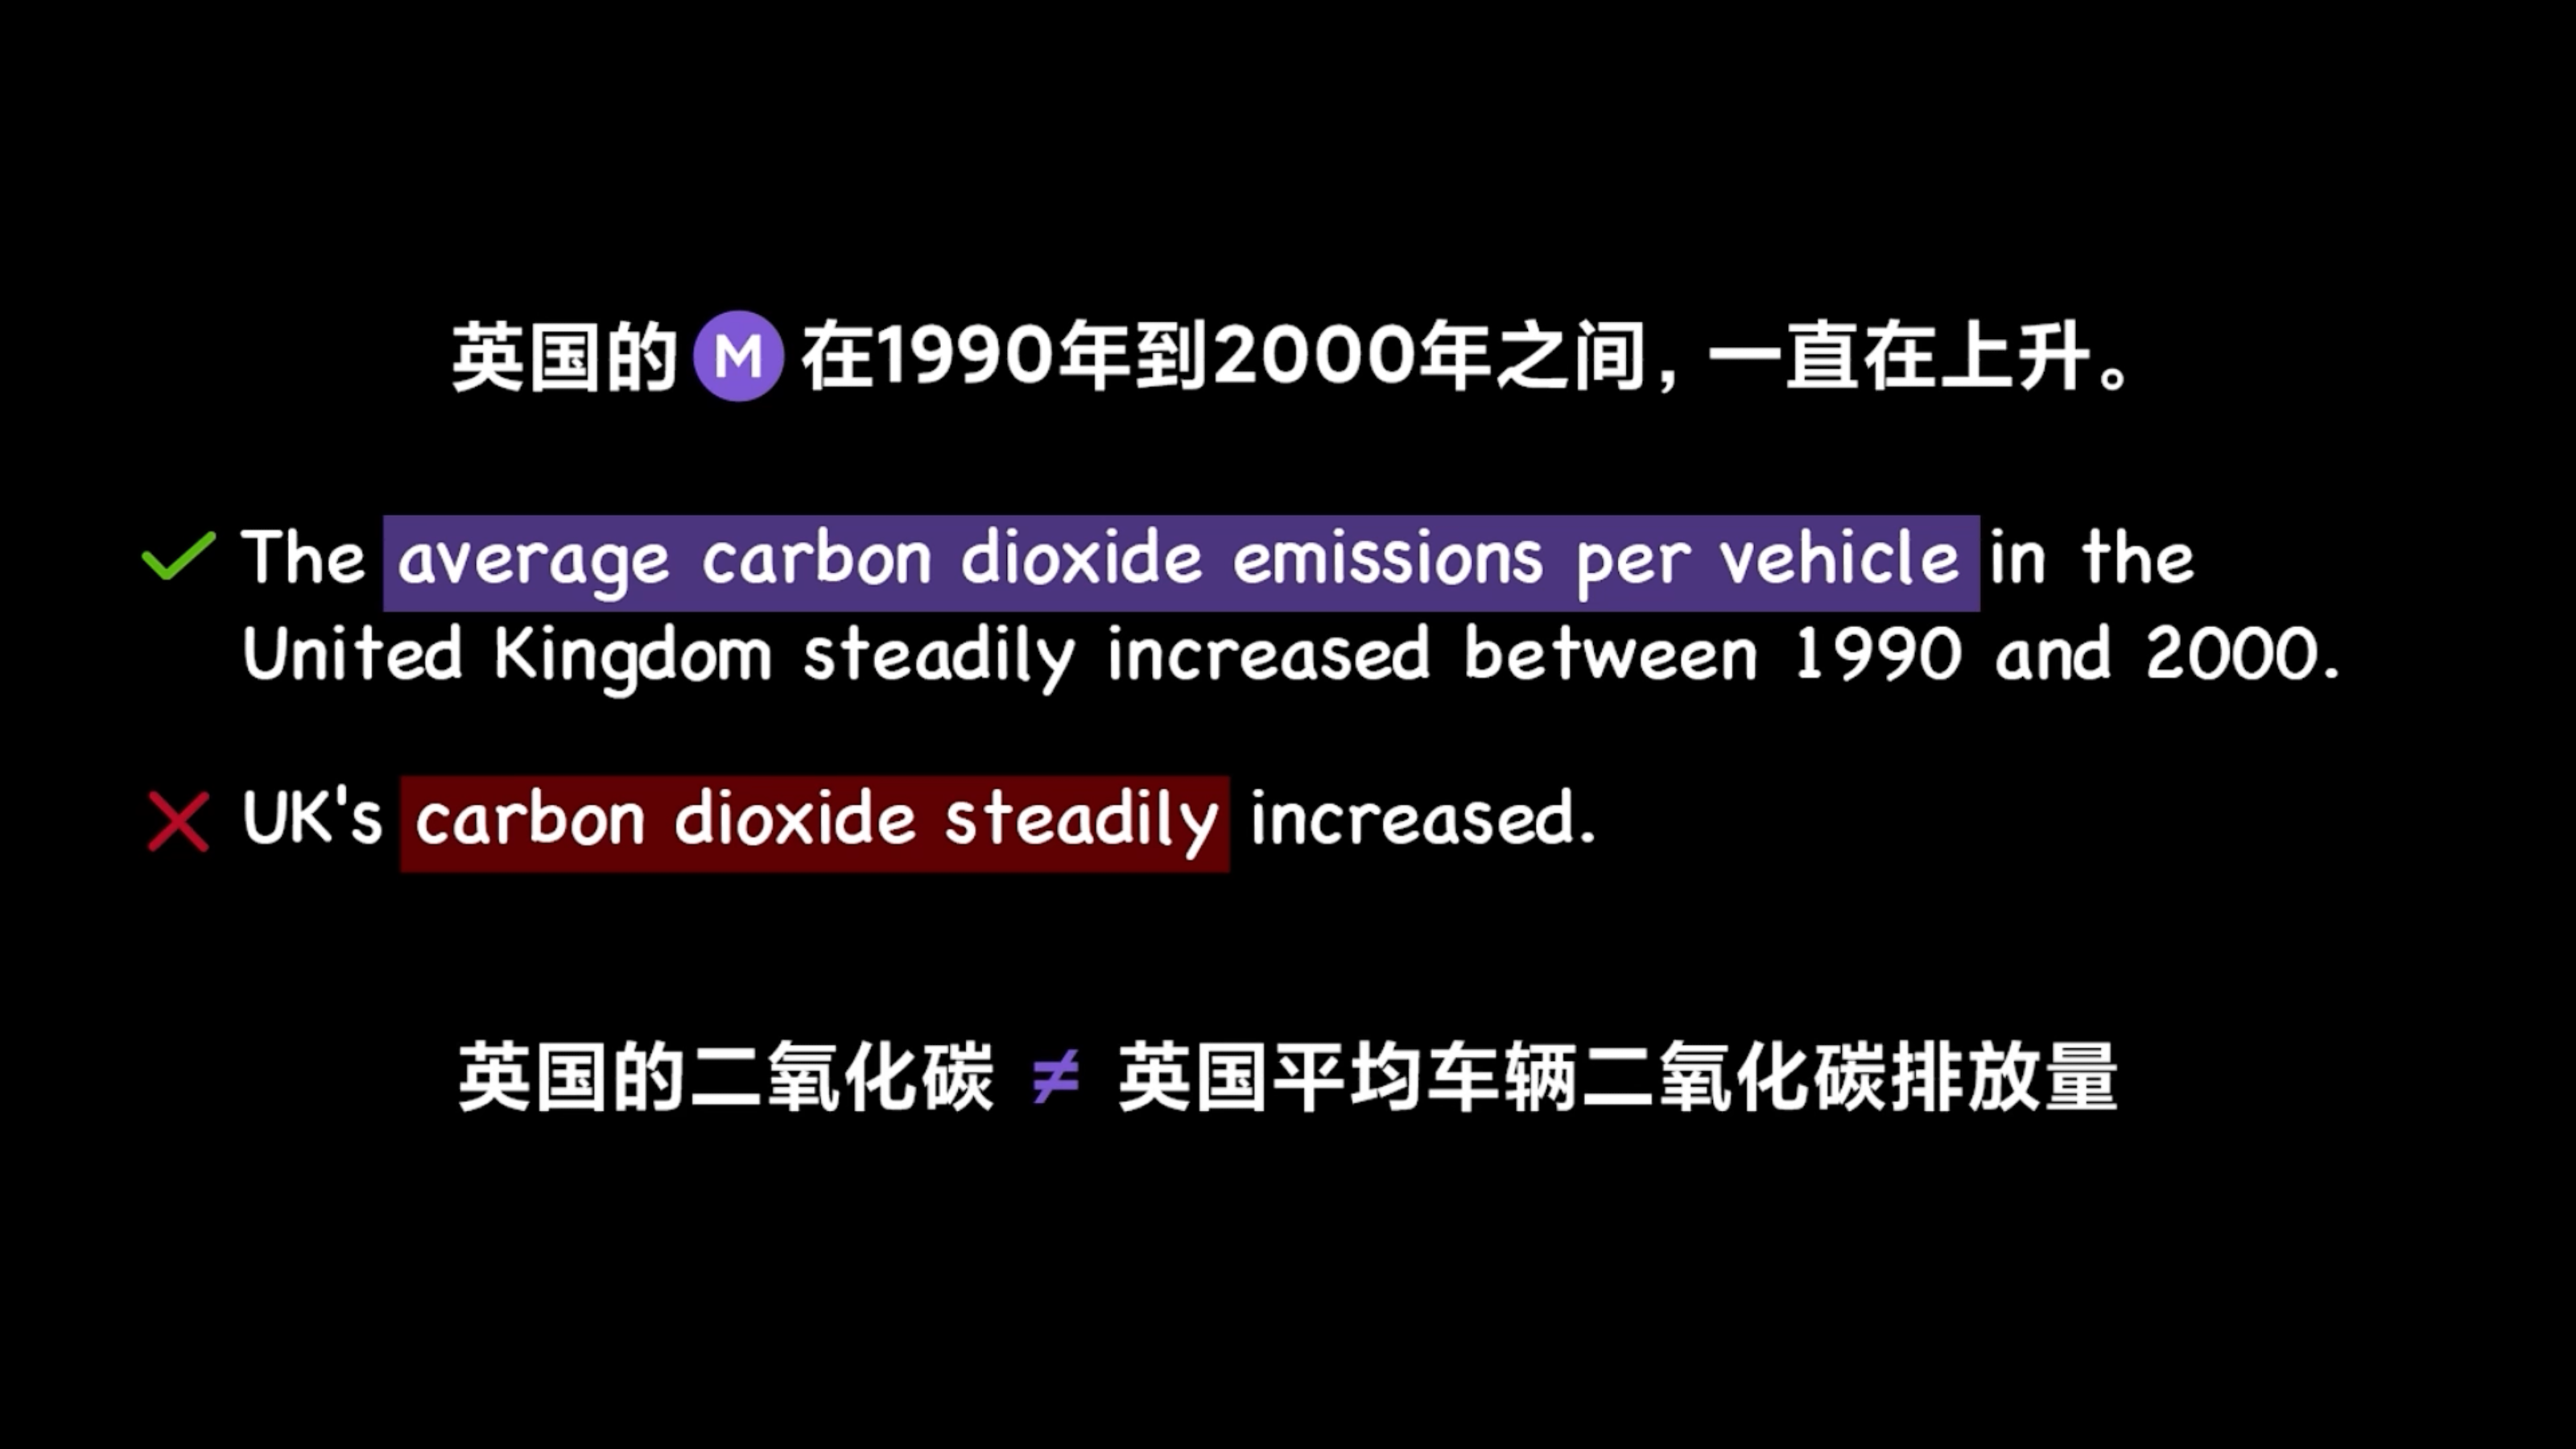 英国的 M 在1990年到2000年之间，一直在上升。
The average carbon dioxide emissions per vehicle in the
United Kingdom steadily increased between 1990 and 2000.
UK's carbon dioxide steadily increased.
英国的二氧化碳 ≠ 英国平均车辆二氧化碳排放量